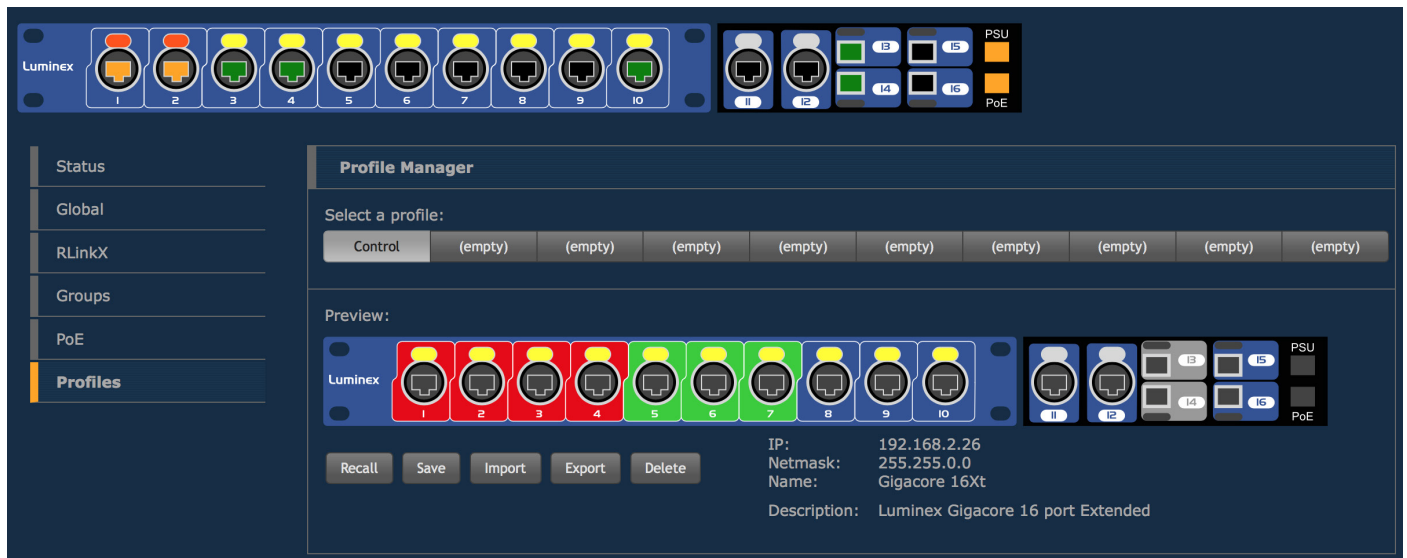 PSU
Luminex
1 2 3 4 5 6 7 8 9 10 11 12 13 14 15 16
PoE
Status
Global
RLinkX
Groups
PoE
Profiles
Profile Manager
Select a profile:
Control (empty) (empty) (empty) (empty) (empty) (empty) (empty) (empty) (empty)
Preview:
PSU
Luminex
1 2 3 4 5 6 7 8 9 10 11 12 13 14 15 16
PoE
Recall Save Import Export Delete
IP: 192.168.2.26
Netmask: 255.255.0.0
Name: Gigacore 16Xt
Description: Luminex Gigacore 16 port Extended